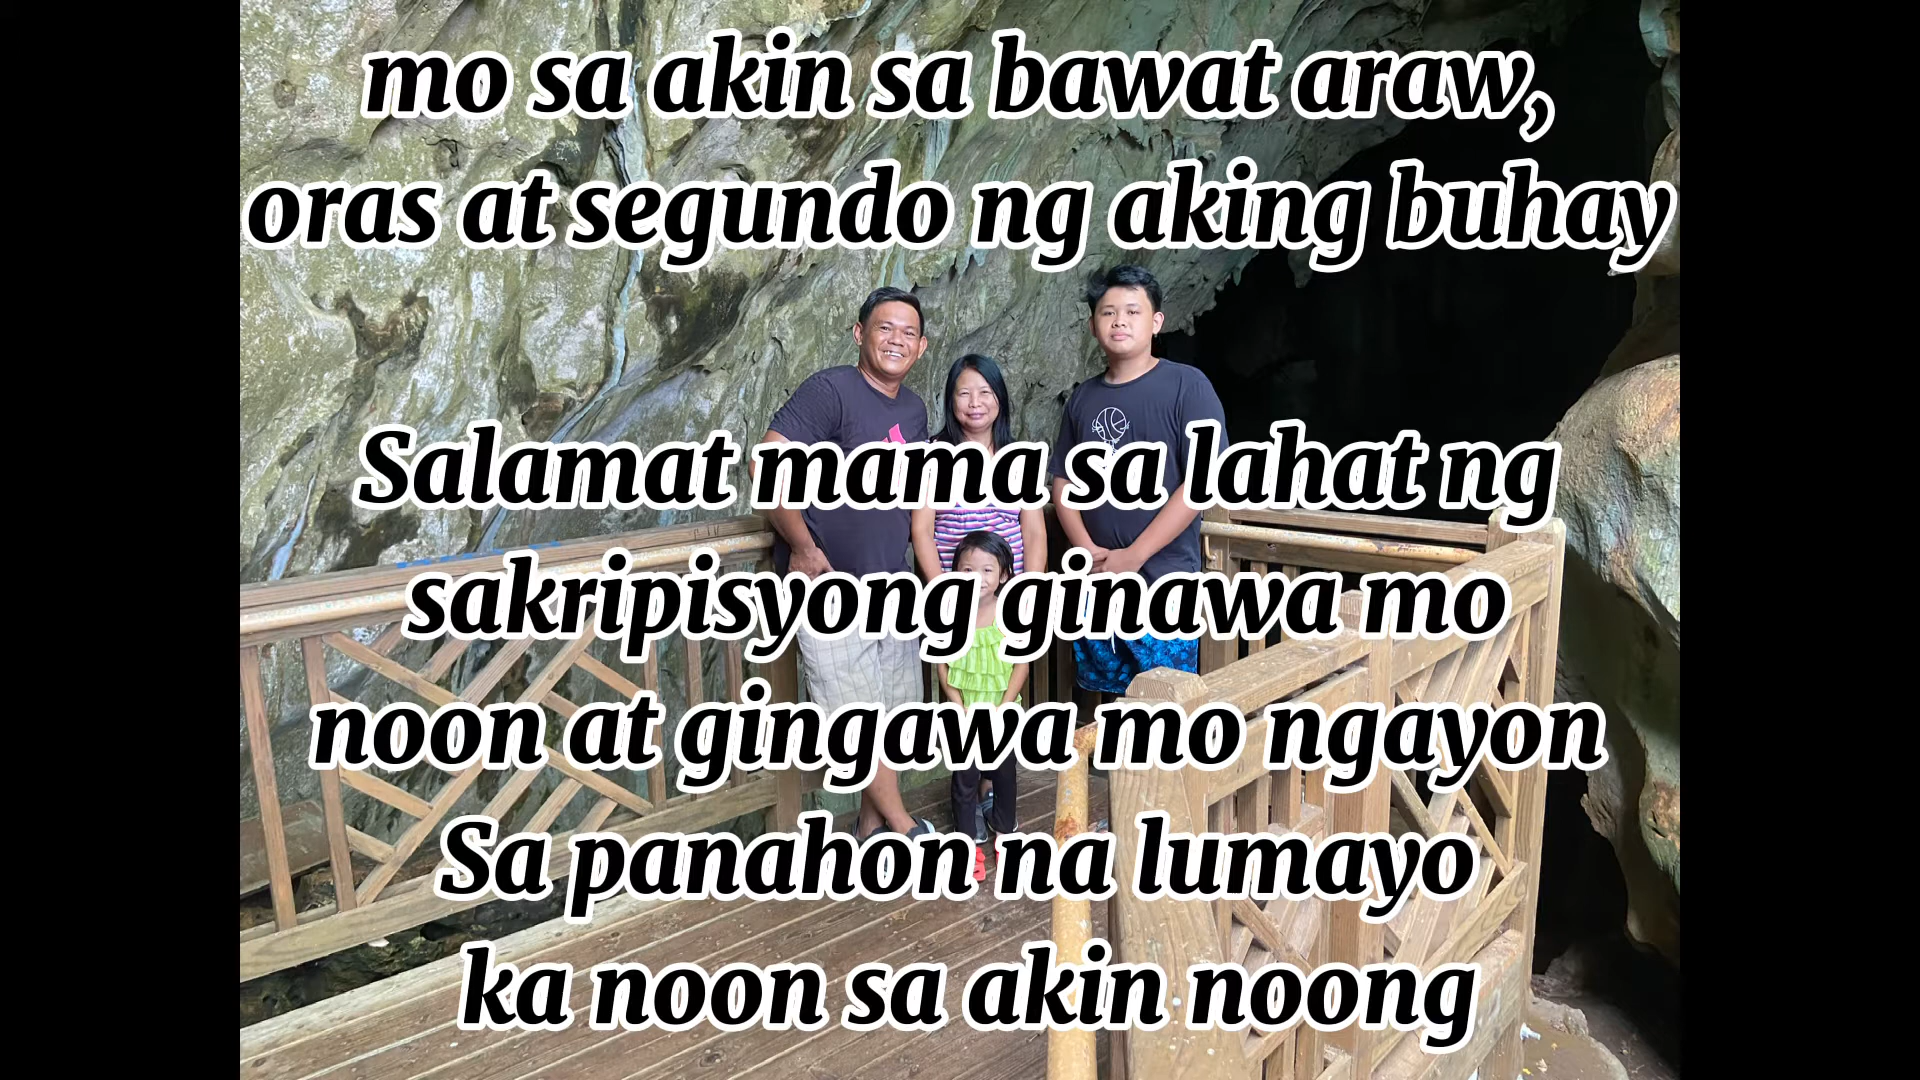 mo sa akin sa bawat araw,
oras at segundo ng aking buhay
Salamat mama sa lahat ng
sakripisyong ginawa mo
noon at gingawa mo ngayon
Sa panahon na lumayo
ka noon sa akin noong